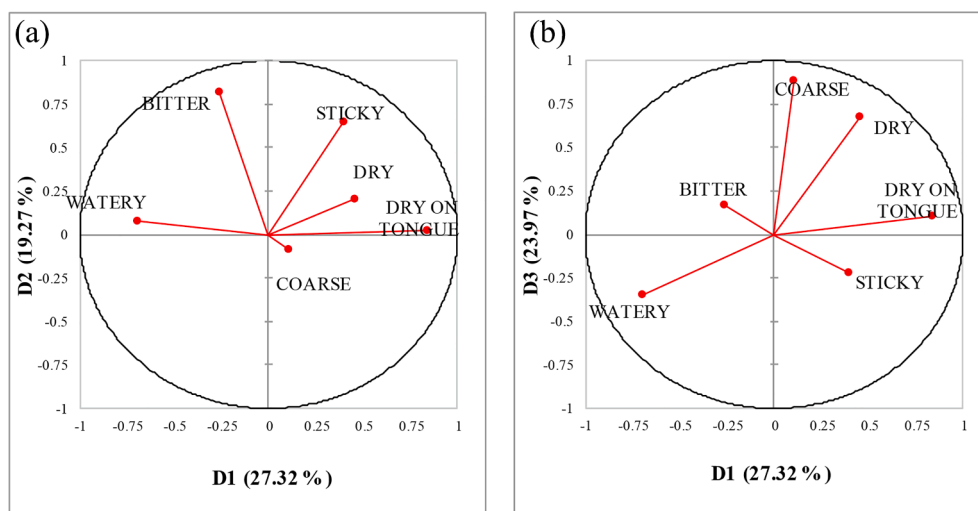 (a)
1
0.75
0.5
0.25
0
-0.25
-0.5
-0.75
-1
D2 (19.27 %)
BITTER
STICKY
DRY
WATERY
DRY ON
TONGUE
COARSE
-1 -0.75 -0.5 -0.25 0 0.25 0.5 0.75 1
D1 (27.32 %)
(b)
1
0.75
0.5
0.25
0
-0.25
-0.5
-0.75
-1
D3 (23.97 %)
COARSE
DRY
BITTER
DRY ON
TONGUE
STICKY
WATERY
-1 -0.75 -0.5 -0.25 0 0.25 0.5 0.75 1
D1 (27.32 %)